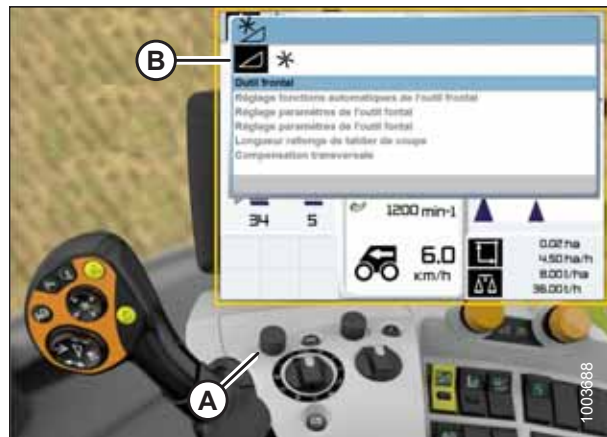 B
Outil frontal
Réglage fonctions automatiques de l'outil frontal
Réglage paramètres de l'outil fontal
Réglage paramètres de l'outil fontal
Longueur rallonge de tablier de coupe
Compensation transversale
34
5
1200 min-1
6.0
km/h
0.02 ha
4.50 ha/h
8.00 t/ha
36.00 t/h
A
1003688